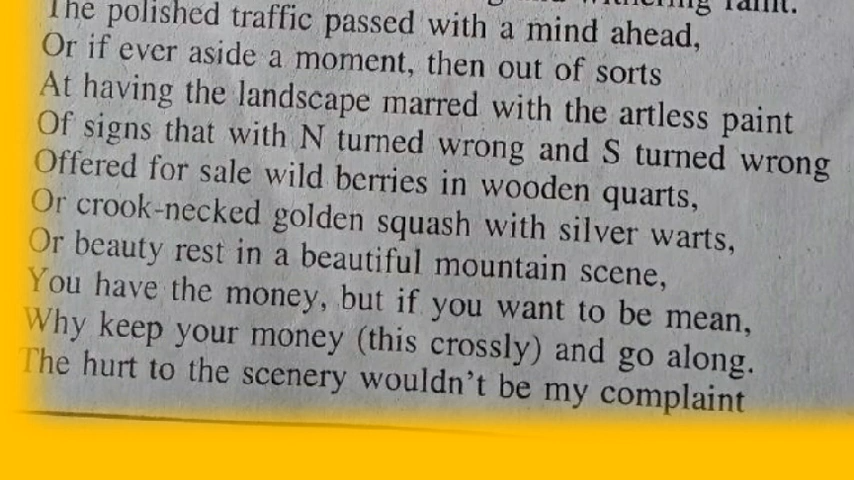 withering faint.
The polished traffic passed with a mind ahead,
Or if ever aside a moment, then out of sorts
At having the landscape marred with the artless paint
Of signs that with N turned wrong and S turned wrong
Offered for sale wild berries in wooden quarts,
Or crook-necked golden squash with silver warts,
Or beauty rest in a beautiful mountain scene,
You have the money, but if you want to be mean,
Why keep your money (this crossly) and go along.
The hurt to the scenery wouldn't be my complaint